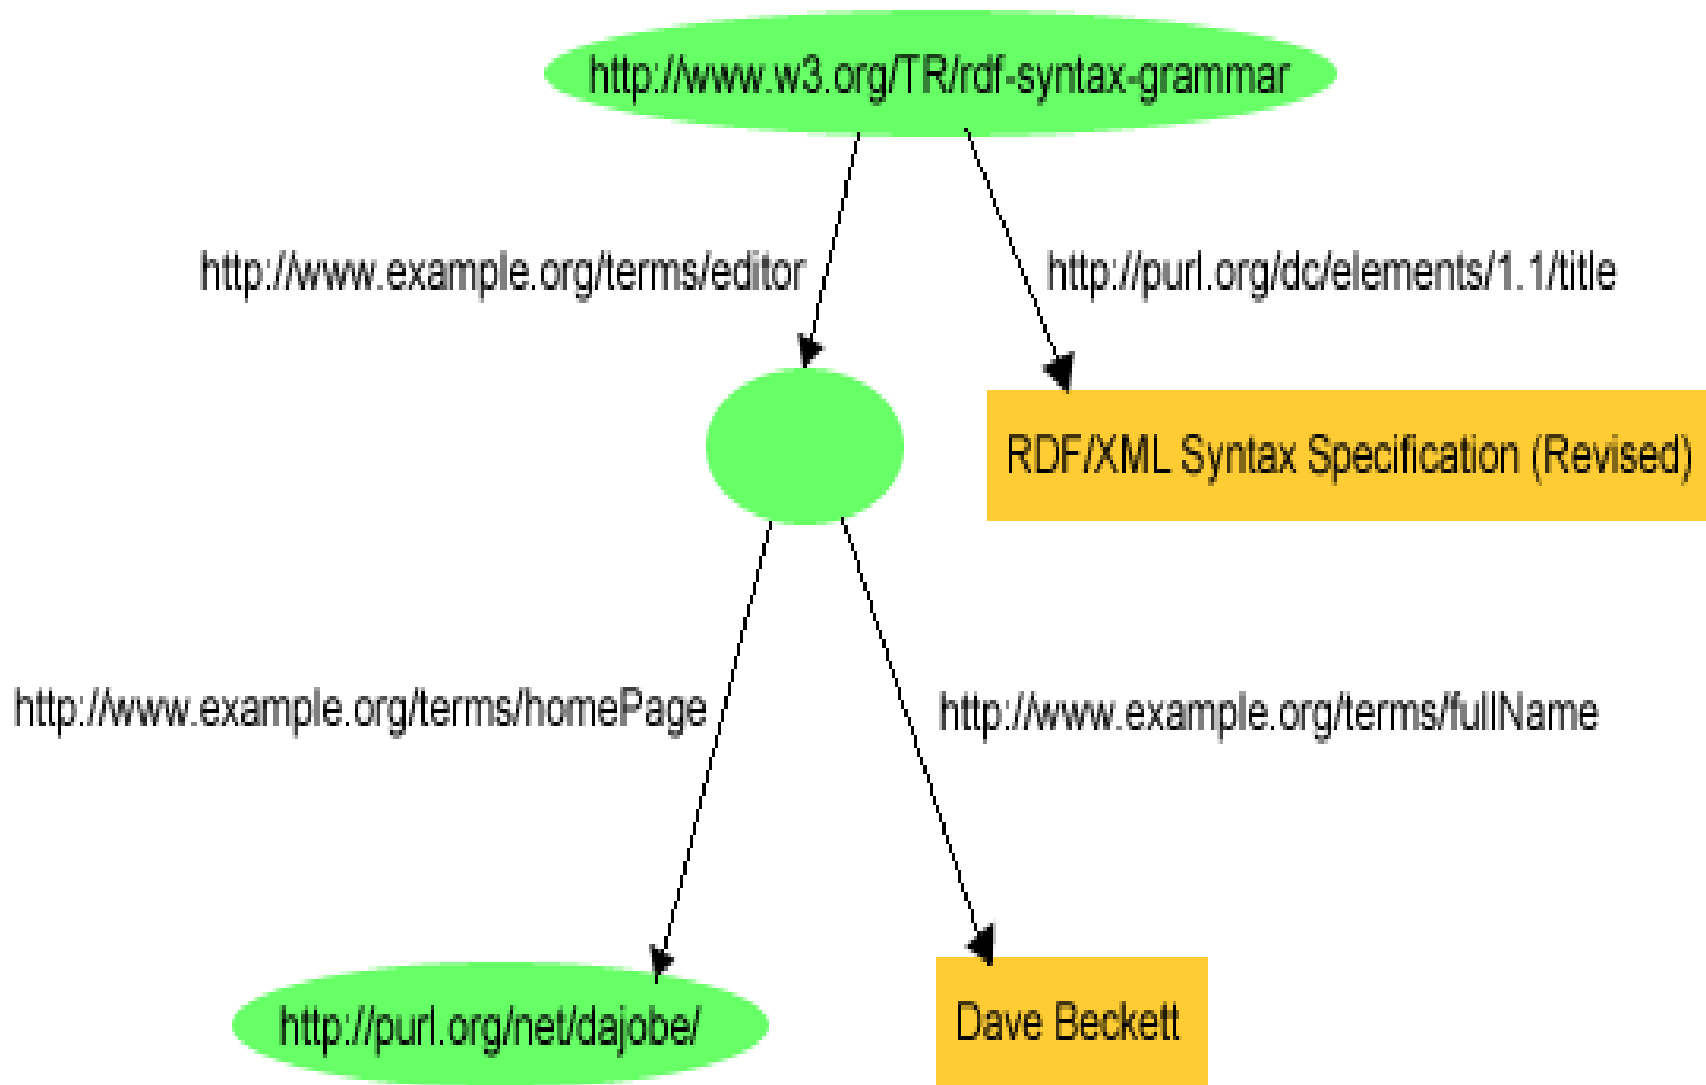 http://www.w3.org/TR/rdf-syntax-grammar
http://www.example.org/terms/editor
http://purl.org/dc/elements/1.1/title
RDF/XML Syntax Specification (Revised)
http://www.example.org/terms/homePage
http://www.example.org/terms/fullName
http://purl.org/net/dajobe/
Dave Beckett